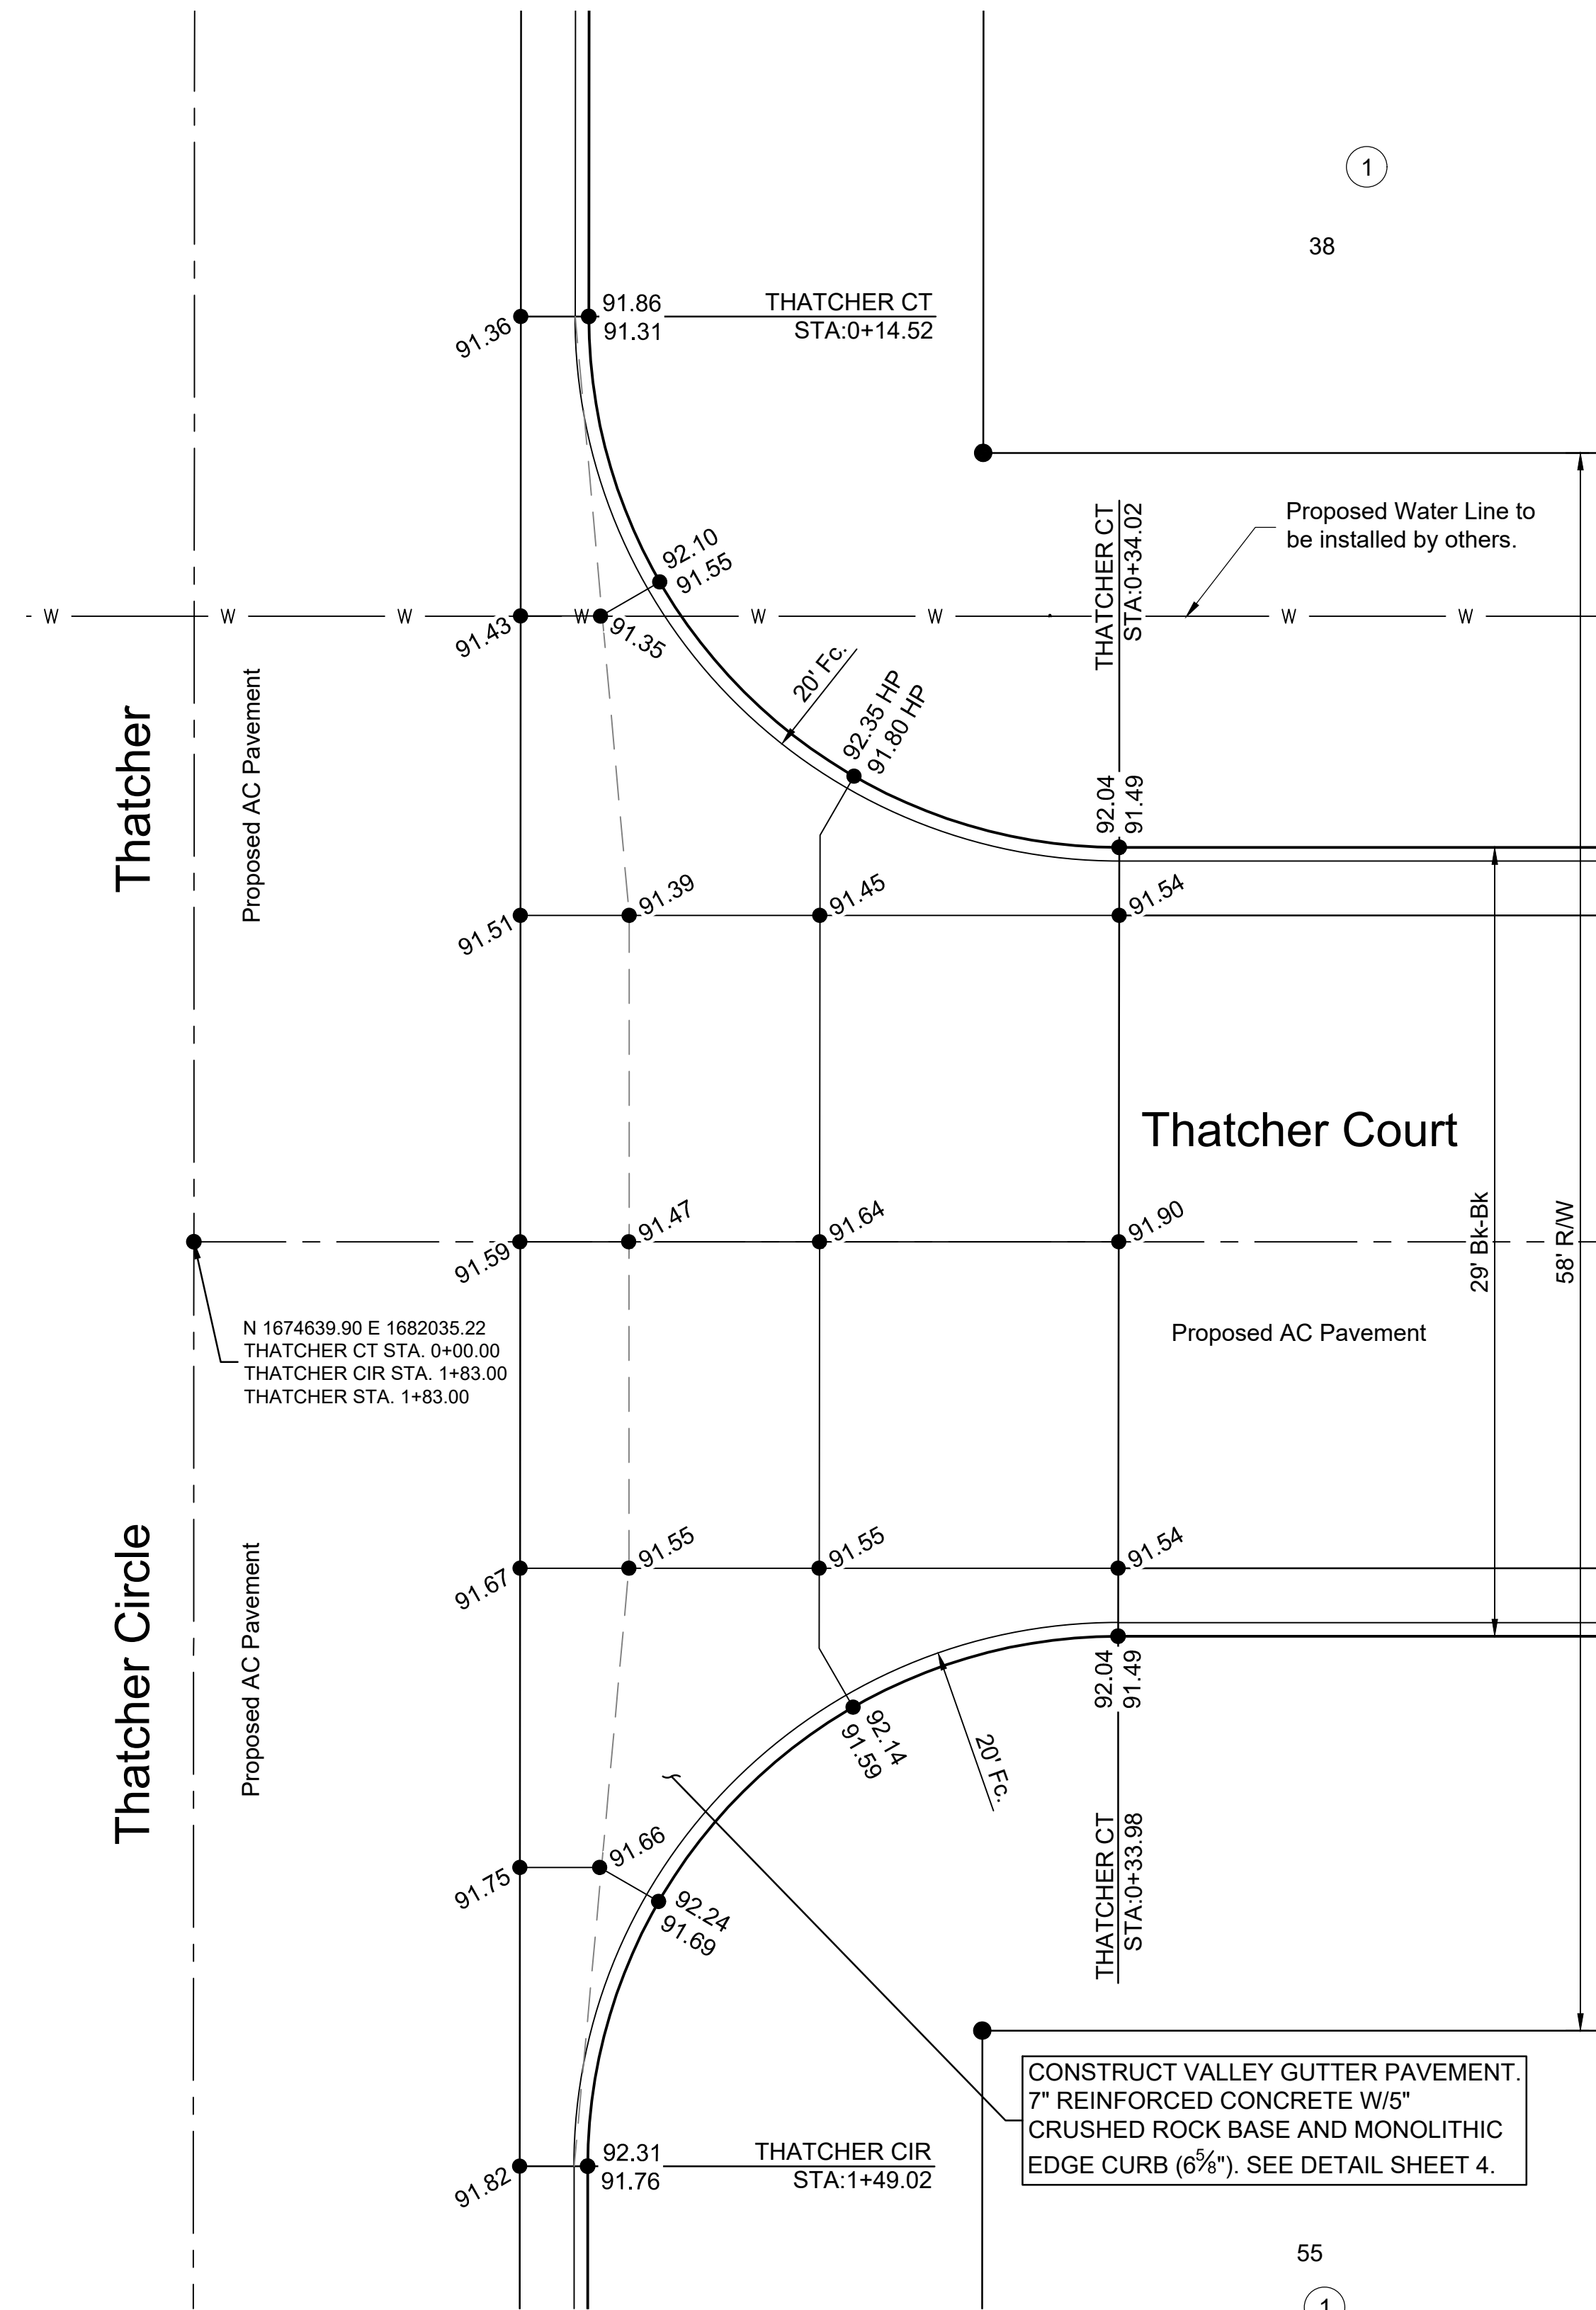 1
38
91.86
THATCHER CT
91.31
STA:0+14.52
91.36
Proposed Water Line to
be installed by others.
THATCHER CT
STA:0+34.02
92.10
91.55
W W W W W W W W
91.43
91.35
20' Fc.
92.35 HP
91.80 HP
Thatcher
Proposed AC Pavement
92.04
91.49
91.51
91.39
91.45
91.54
Thatcher Court
91.59
91.47
91.64
91.90
29' Bk-Bk
58' R/W
N 1674639.90 E 1682035.22
THATCHER CT STA. 0+00.00
THATCHER CIR STA. 1+83.00
THATCHER STA. 1+83.00
Proposed AC Pavement
Thatcher Circle
Proposed AC Pavement
91.67
91.55
91.55
91.54
92.04
91.49
92.14
91.59
20' Fc.
91.75
91.66
92.24
91.69
THATCHER CT
STA:0+33.98
CONSTRUCT VALLEY GUTTER PAVEMENT.
7" REINFORCED CONCRETE W/5"
CRUSHED ROCK BASE AND MONOLITHIC
EDGE CURB (6⅝"). SEE DETAIL SHEET 4.
92.31
THATCHER CIR
91.76
STA:1+49.02
91.82
55
1